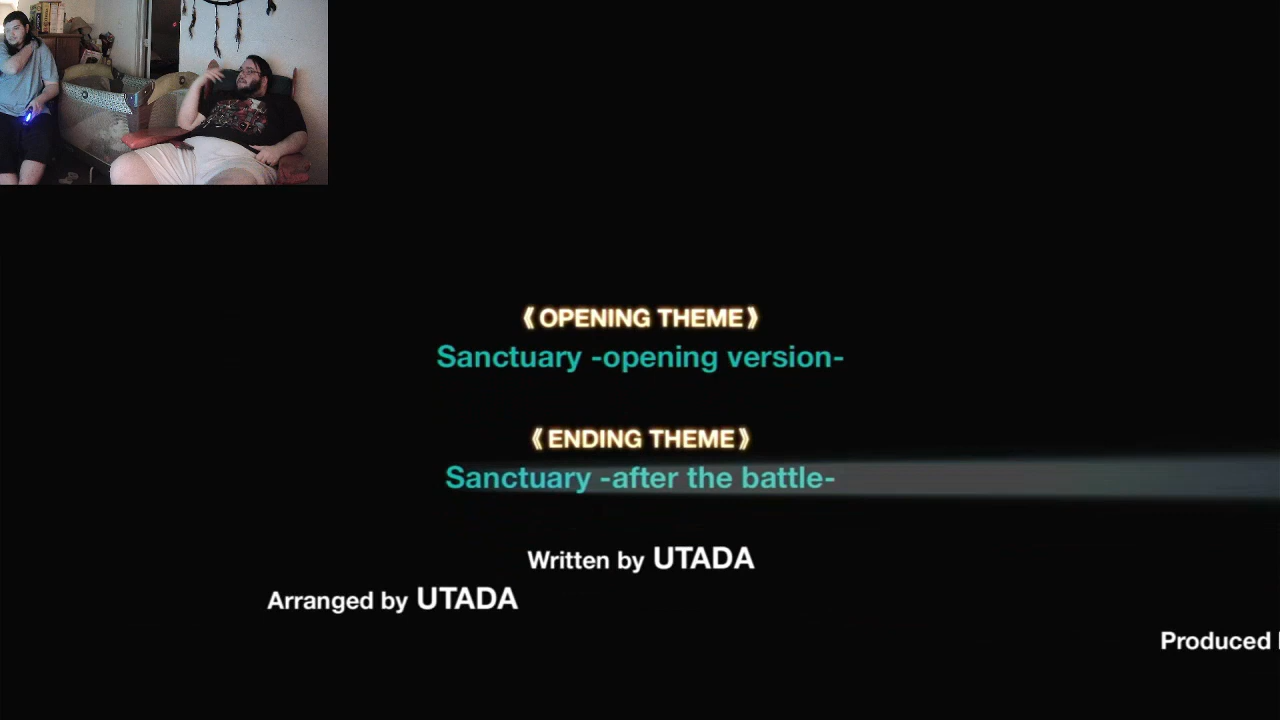 《OPENING THEME》
Sanctuary -opening version-
《ENDING THEME》
Sanctuary -after the battle-
Written by UTADA
Arranged by UTADA
Produced